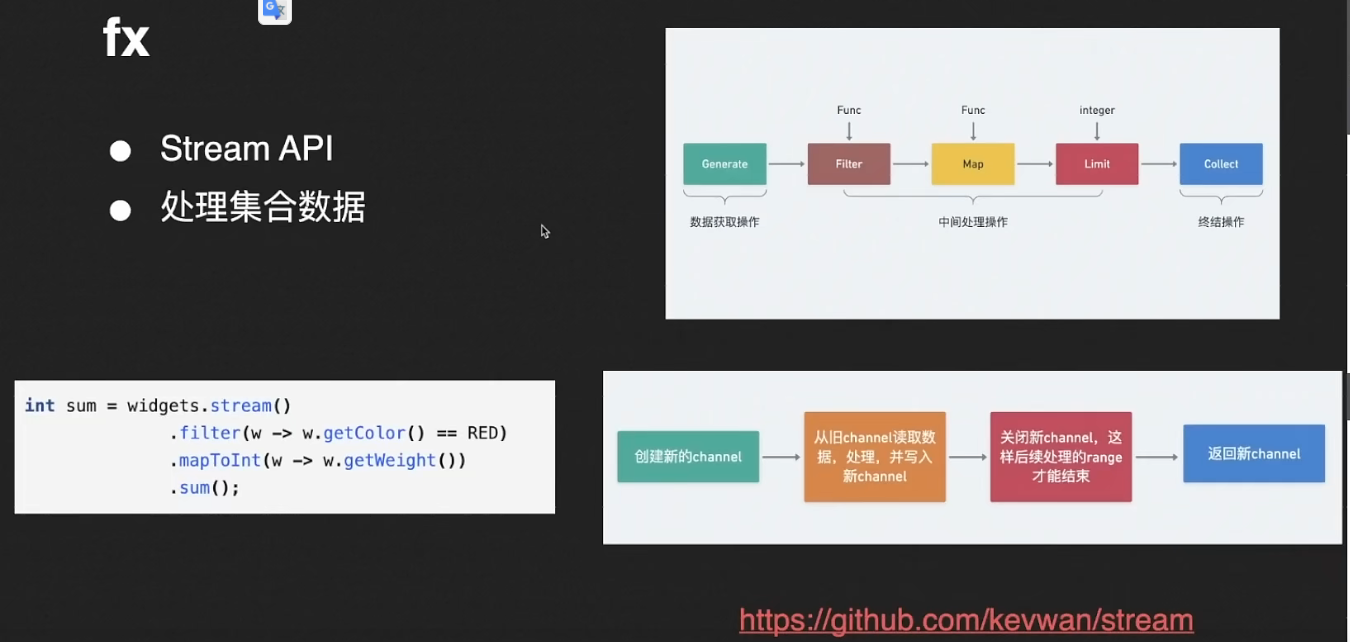 fx
Stream API
处理集合数据
Func
Func
integer
Generate
Filter
Map
Limit
Collect
数据获取操作
中间处理操作
终结操作
int sum = widgets.stream()
.filter(w -> w.getColor() == RED)
.mapToInt(w -> w.getWeight())
.sum();
创建新的channel
从旧channel读取数
据，处理，并写入
新channel
关闭新channel，这
样后续处理的range
才能结束
返回新channel
https://github.com/kevwan/stream